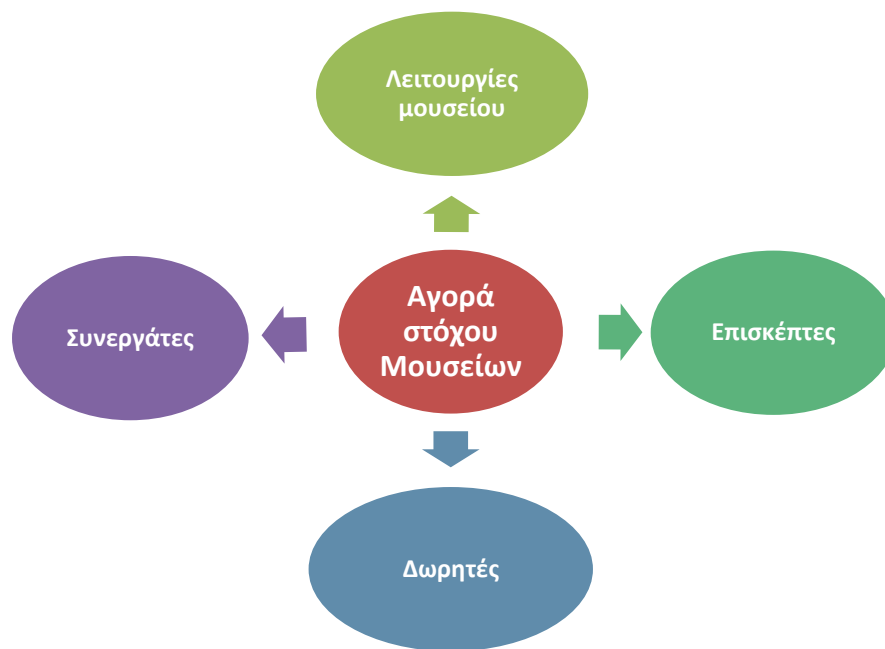 Λειτουργίες
μουσείου
Αγορά
στόχου
Μουσείων
Συνεργάτες
Επισκέπτες
Δωρητές